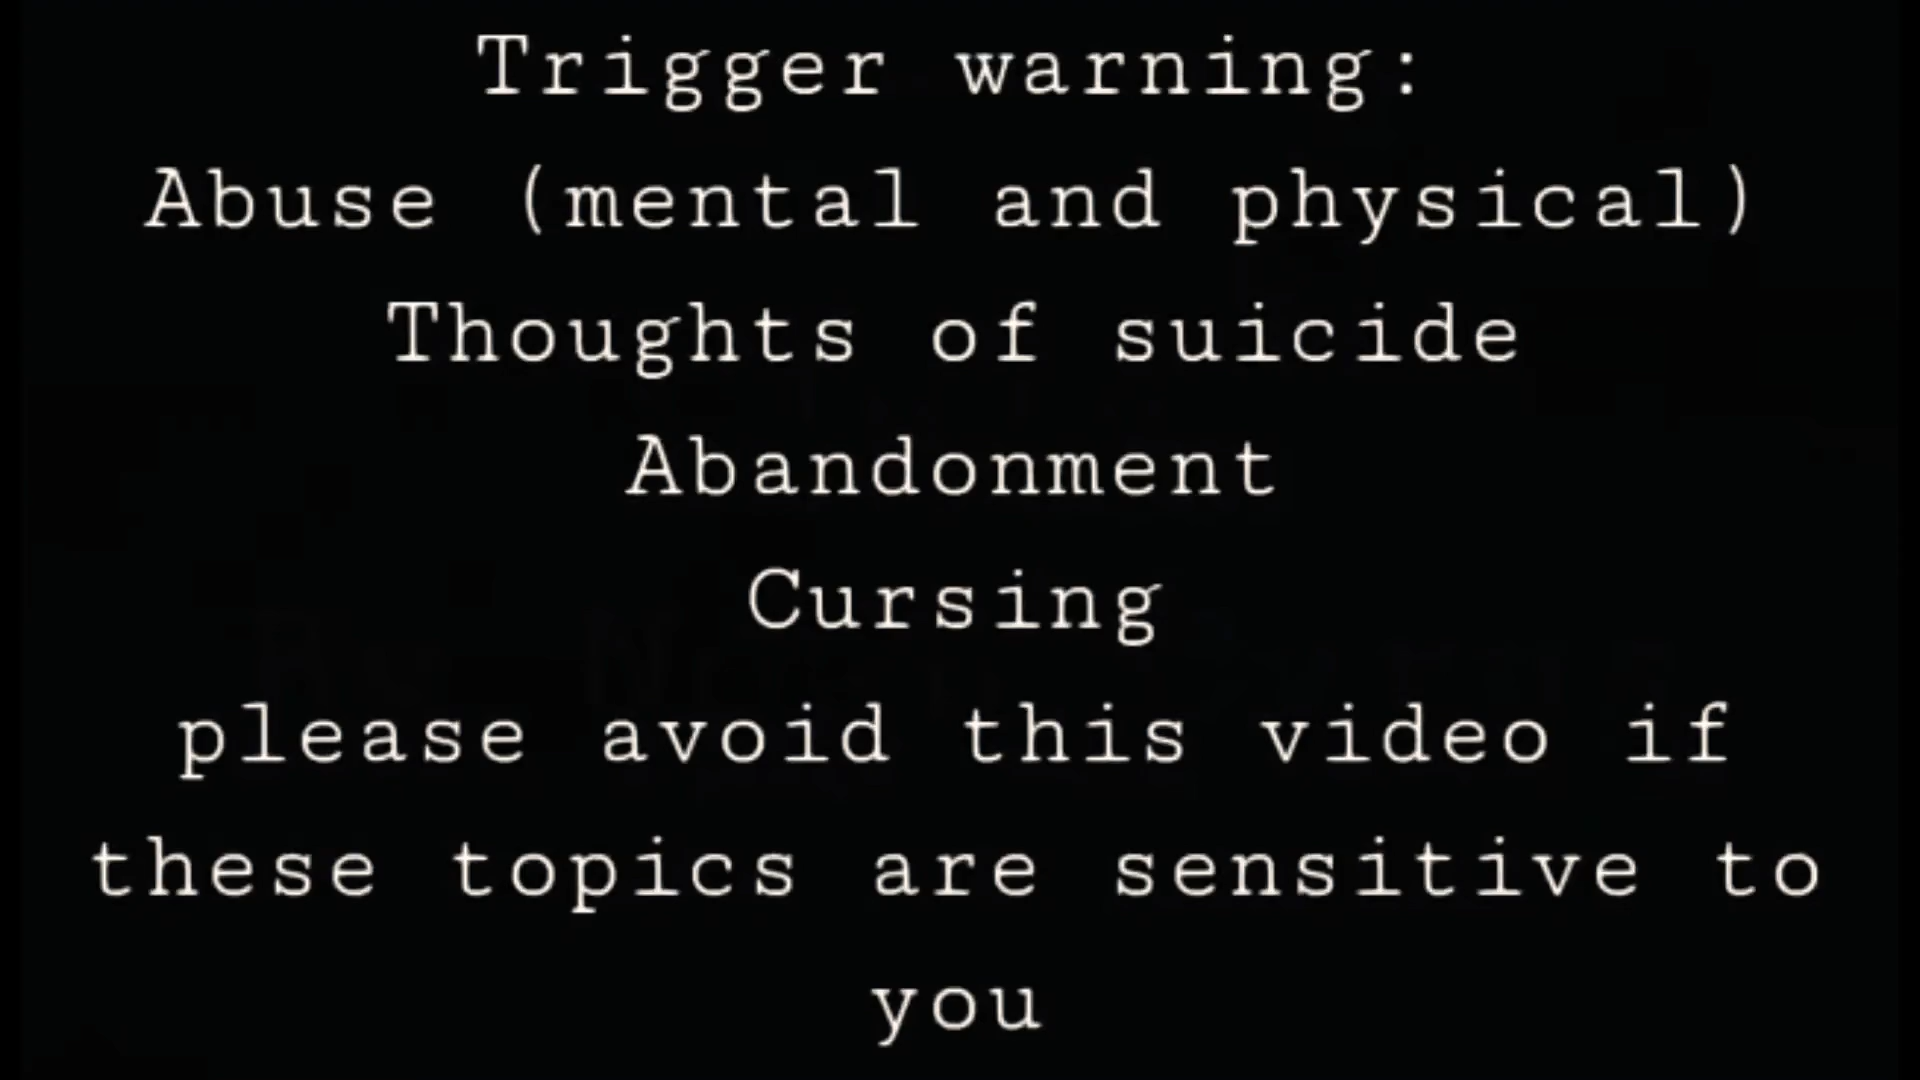 Trigger warning:
Abuse (mental and physical)
Thoughts of suicide
Abandonment
Cursing
please avoid this video if
these topics are sensitive to
you